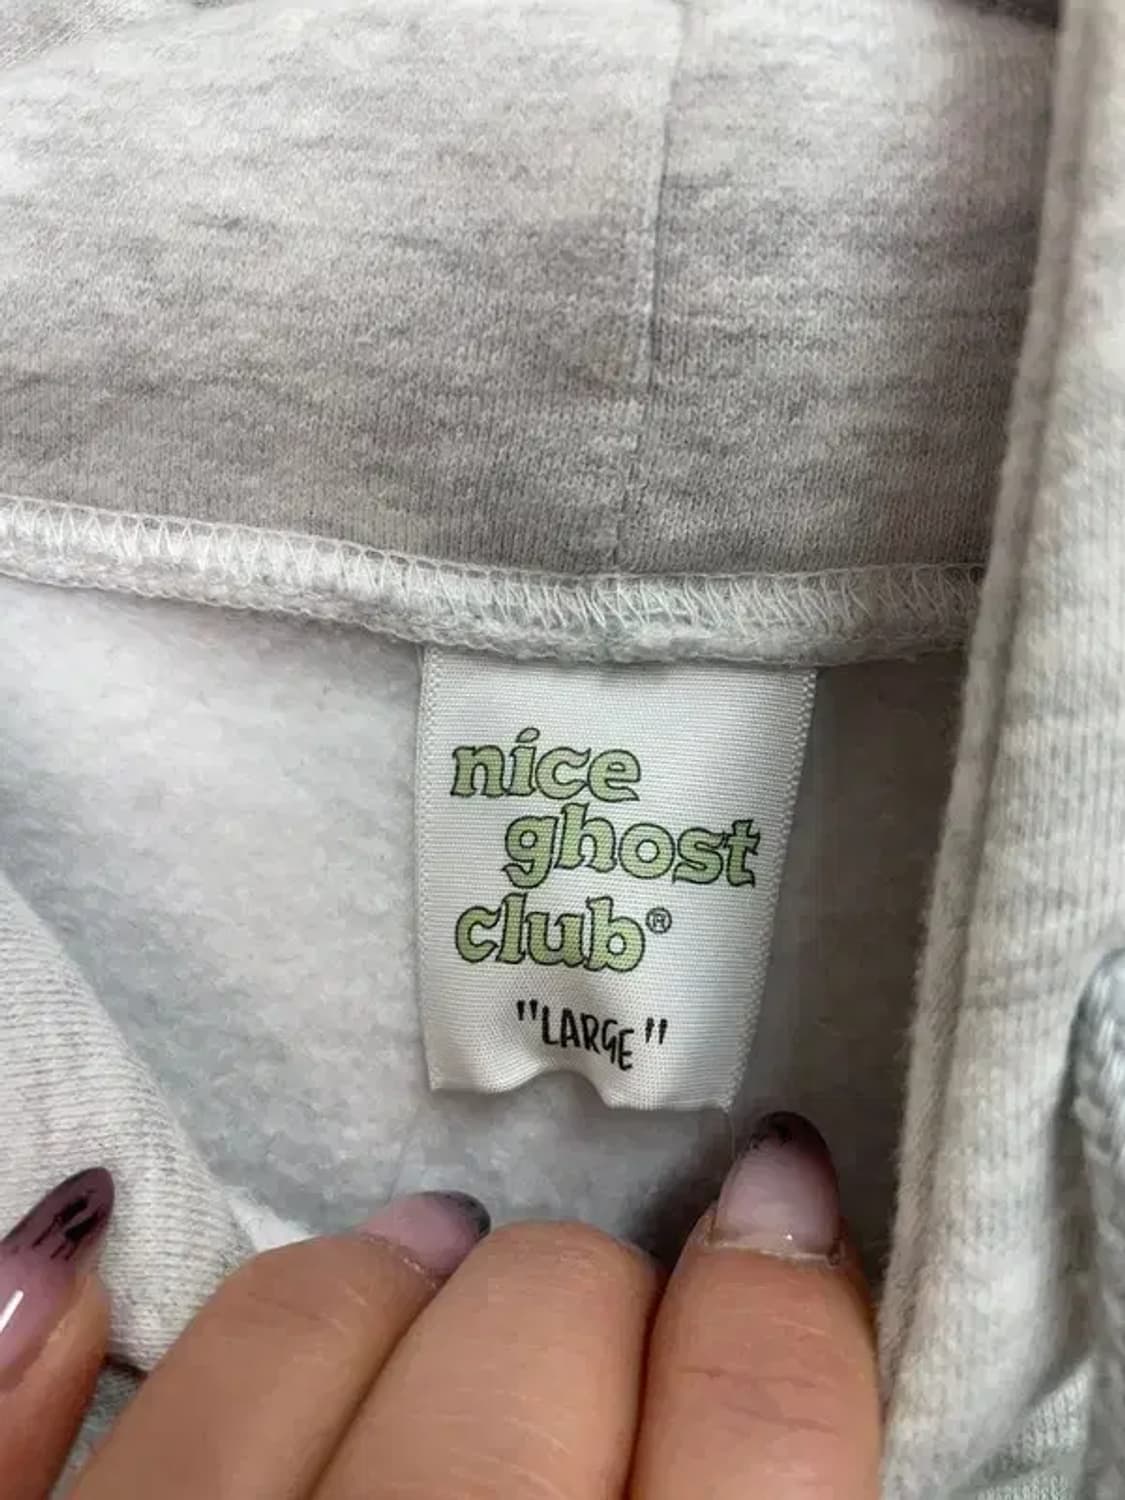 nice
ghost
club®
"LARGE"